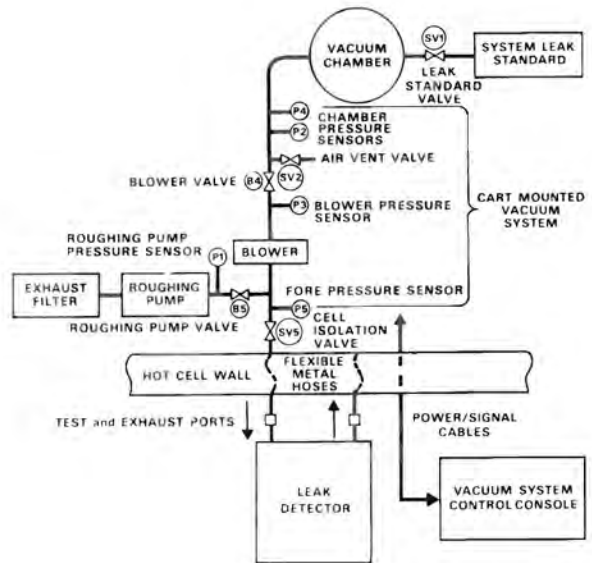 VACUUM
CHAMBER
SV1
SYSTEM LEAK
STANDARD
LEAK
STANDARD
VALVE
P4
CHAMBER
P2
PRESSURE
SENSORS
AIR VENT VALVE
SV2
BLOWER VALVE
B4
P3
BLOWER PRESSURE
SENSOR
CART MOUNTED
VACUUM
SYSTEM
ROUGHING PUMP
PRESSURE SENSOR
P1
BLOWER
EXHAUST
FILTER
ROUGHING
PUMP
B5
ROUGHING PUMP VALVE
FORE PRESSURE SENSOR
P5
CELL
ISOLATION
VALVE
SV5
HOT CELL WALL
FLEXIBLE
METAL
HOSES
TEST and EXHAUST PORTS
POWER/SIGNAL
CABLES
LEAK
DETECTOR
VACUUM SYSTEM
CONTROL CONSOLE